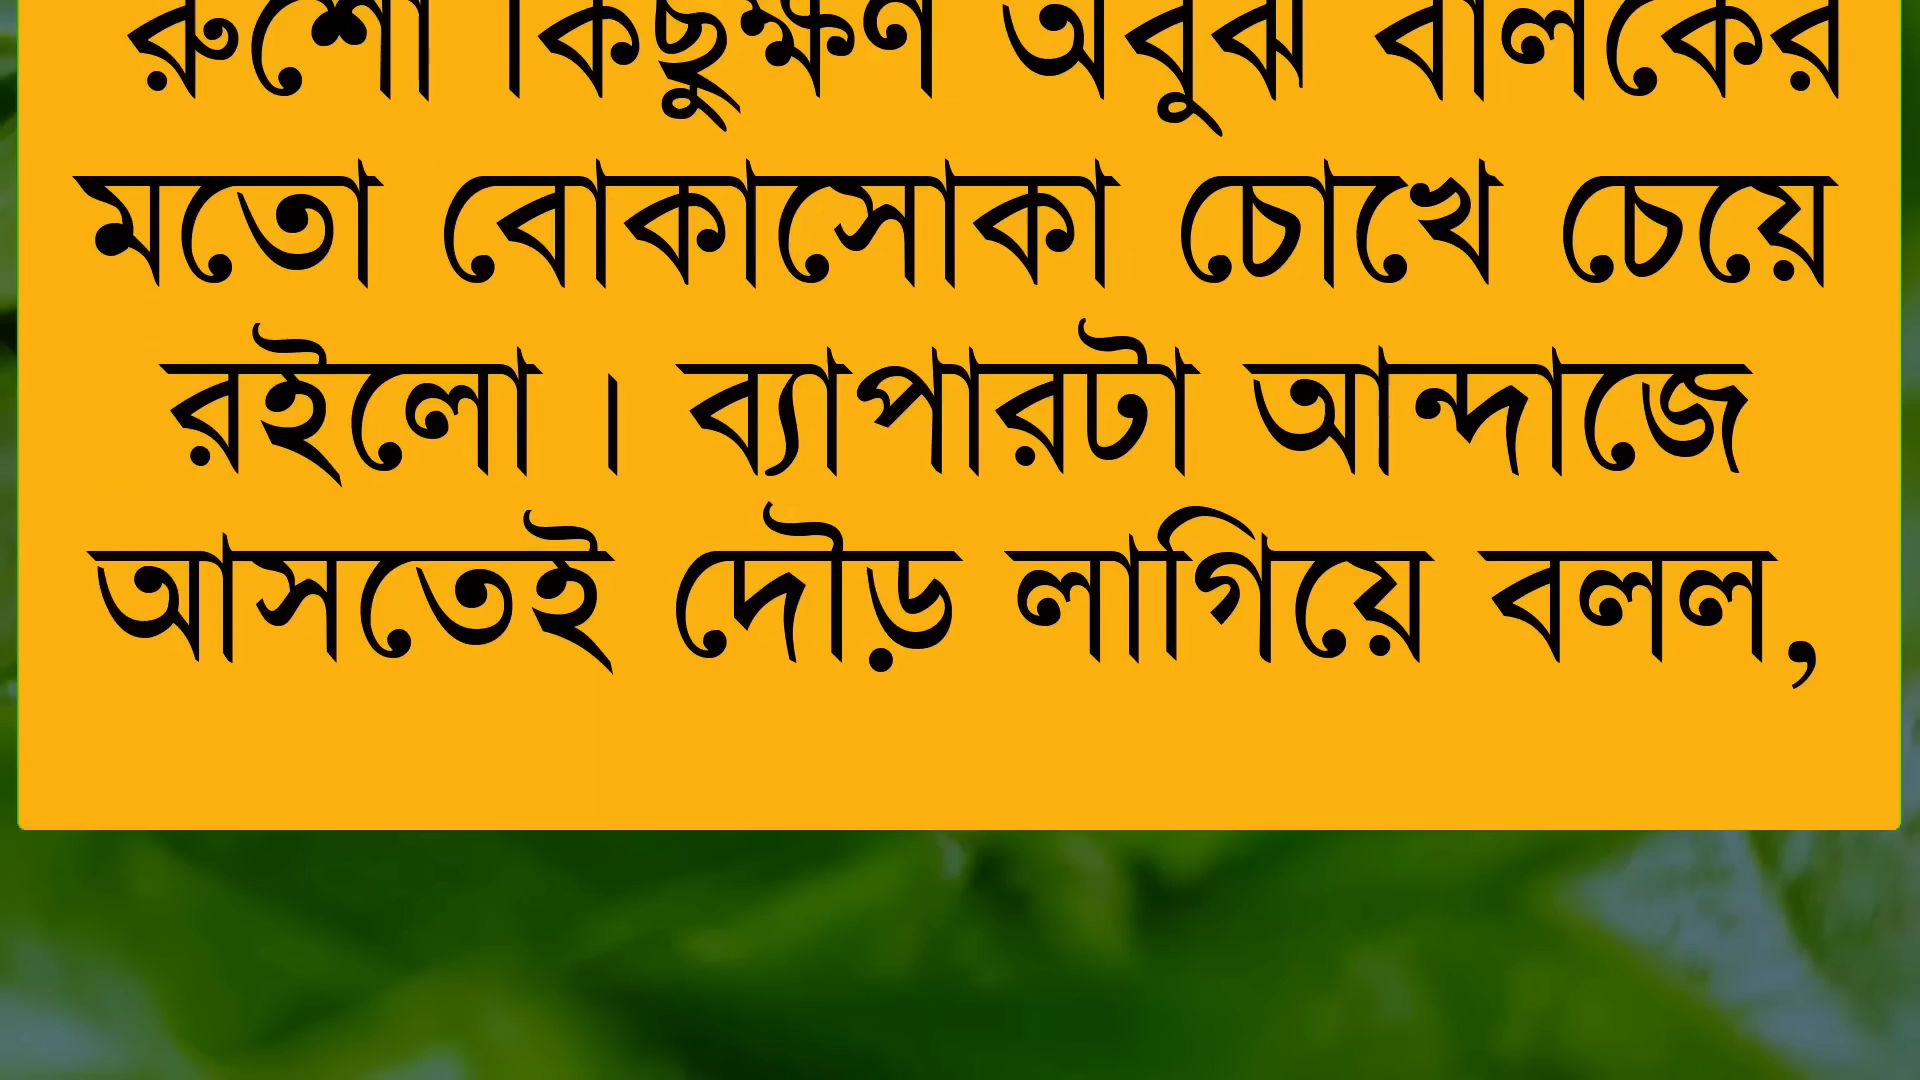 রুশো কিছুক্ষণ অবুঝ বালকের
মতো বোকাসোকা চোখে চেয়ে
রইলো । ব্যাপারটা আন্দাজে
আসতেই দৌড় লাগিয়ে বলল,